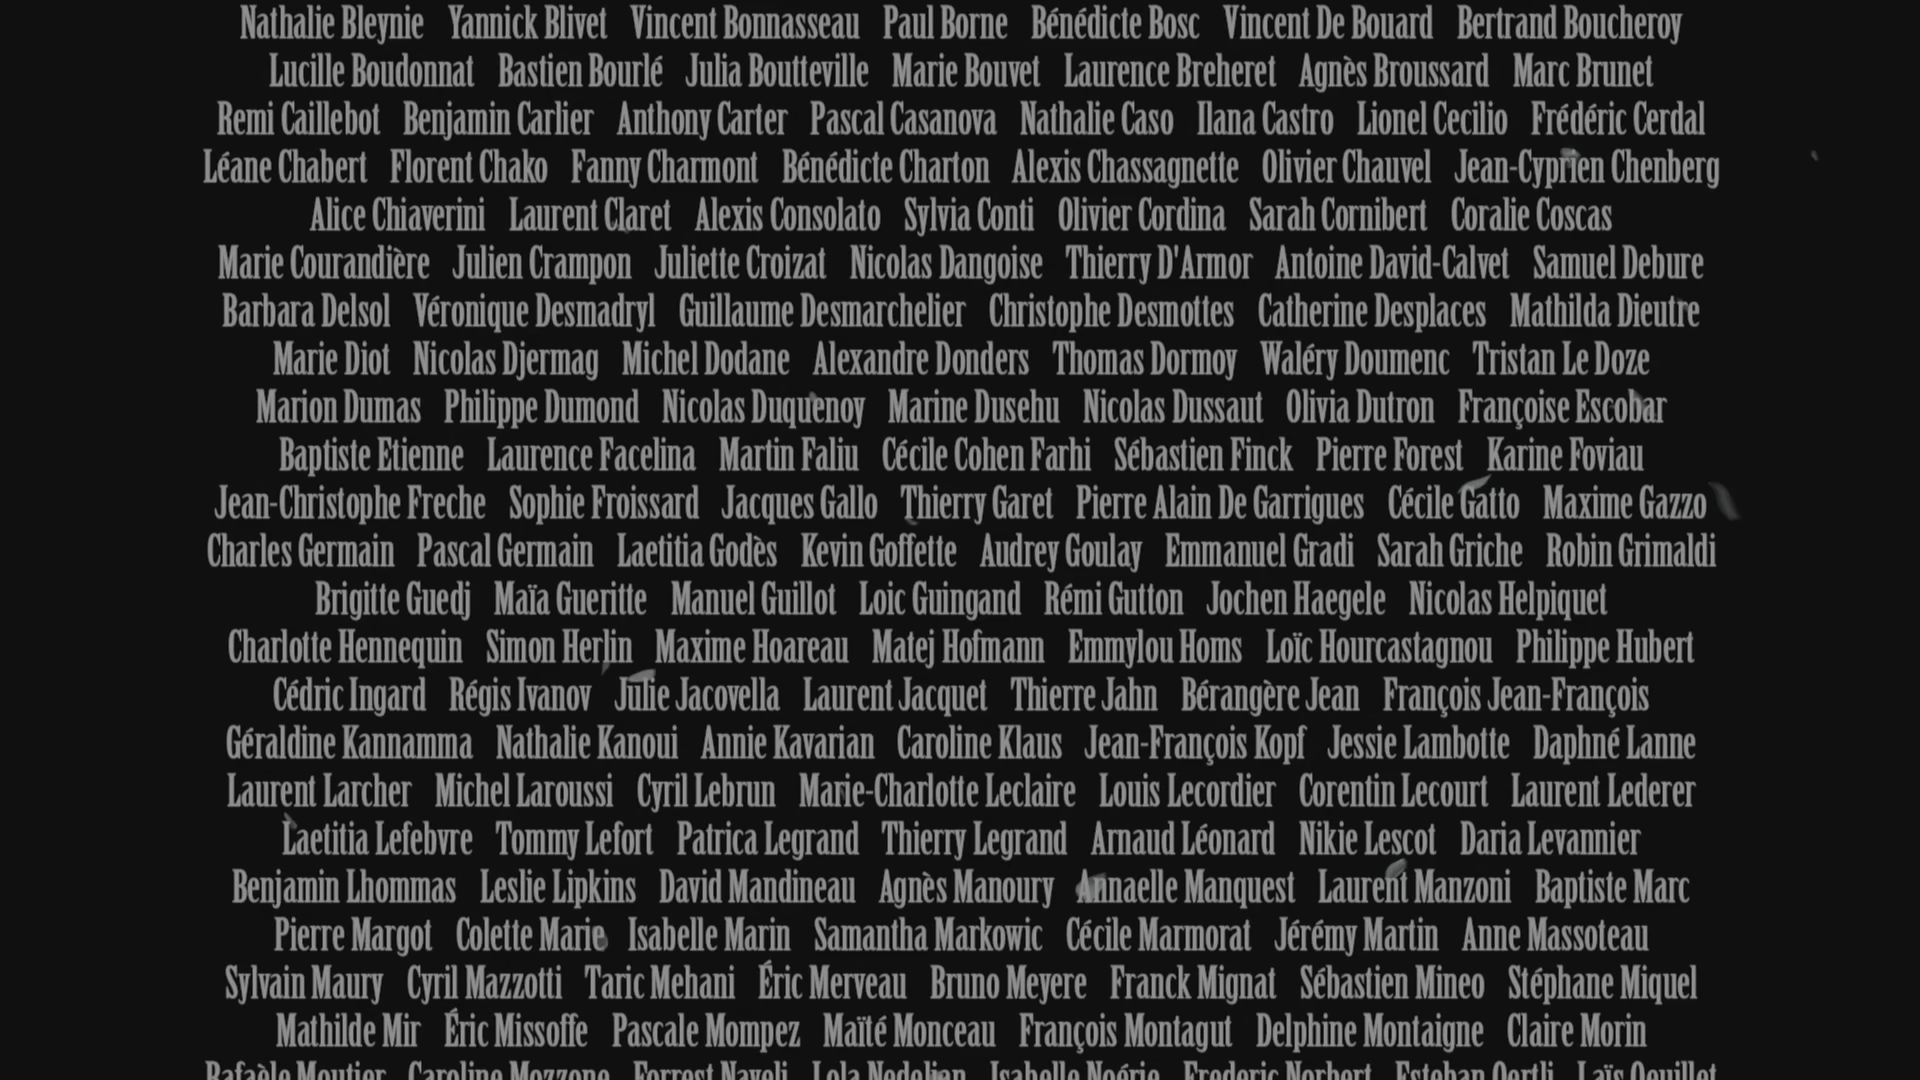 Nathalie Bleynie Yannick Blivet Vincent Bonnasseau Paul Borne Bénédicte Bosc Vincent De Bouard Bertrand Boucheroy
Lucille Boudonnat Bastien Bourlé Julia Boutteville Marie Bouvet Laurence Breheret Agnès Broussard Marc Brunet
Remi Caillebot Benjamin Carlier Anthony Carter Pascal Casanova Nathalie Caso Ilana Castro Lionel Cecilio Frédéric Cerdal
Léane Chabert Florent Chako Fanny Charmont Bénédicte Charton Alexis Chassagnette Olivier Chauvel Jean-Cyprien Chenberg
Alice Chiaverini Laurent Claret Alexis Consolato Sylvia Conti Olivier Cordina Sarah Cornibert Coralie Coscas
Marie Courandière Julien Crampon Juliette Croizat Nicolas Dangoise Thierry D'Armor Antoine David-Calvet Samuel Debure
Barbara Delsol Véronique Desmadryl Guillaume Desmarchelier Christophe Desmottes Catherine Desplaces Mathilda Dieutre
Marie Diot Nicolas Djermag Michel Dodane Alexandre Donders Thomas Dormoy Waléry Doumenc Tristan Le Doze
Marion Dumas Philippe Dumond Nicolas Duquenoy Marine Dusehu Nicolas Dussaut Olivia Dutron Françoise Escobar
Baptiste Etienne Laurence Facelina Martin Faliu Cécile Cohen Farhi Sébastien Finck Pierre Forest Karine Foviau
Jean-Christophe Freche Sophie Froissard Jacques Gallo Thierry Garet Pierre Alain De Garrigues Cécile Gatto Maxime Gazzo
Charles Germain Pascal Germain Laetitia Godès Kevin Goffette Audrey Goulay Emmanuel Gradi Sarah Griche Robin Grimaldi
Brigitte Guedj Maïa Gueritte Manuel Guillot Loic Guingand Rémi Gutton Jochen Haegele Nicolas Helpiquet
Charlotte Hennequin Simon Herlin Maxime Hoareau Matej Hofmann Emmylou Homs Loïc Hourcastagnou Philippe Hubert
Cédric Ingard Régis Ivanov Julie Jacovella Laurent Jacquet Thierre Jahn Bérangère Jean François Jean-François
Géraldine Kannamma Nathalie Kanoui Annie Kavarian Caroline Klaus Jean-François Kopf Jessie Lambotte Daphné Lanne
Laurent Larcher Michel Laroussi Cyril Lebrun Marie-Charlotte Leclaire Louis Lecordier Corentin Lecourt Laurent Lederer
Laetitia Lefebvre Tommy Lefort Patrica Legrand Thierry Legrand Arnaud Léonard Nikie Lescot Daria Levannier
Benjamin Lhommas Leslie Lipkins David Mandineau Agnès Manoury Annaelle Manquest Laurent Manzoni Baptiste Marc
Pierre Margot Colette Marie Isabelle Marin Samantha Markowic Cécile Marmorat Jérémy Martin Anne Massoteau
Sylvain Maury Cyril Mazzotti Taric Mehani Éric Merveau Bruno Meyere Franck Mignat Sébastien Mineo Stéphane Miquel
Mathilde Mir Éric Missoffe Pascale Mompez Maïté Monceau François Montagut Delphine Montaigne Claire Morin
Rafaèle Moutier Caroline Mozzone Forrest Nayeli Lola Nedelian Isabelle Noérie Frederic Norbert Esteban Oertli Laïs Ouillet